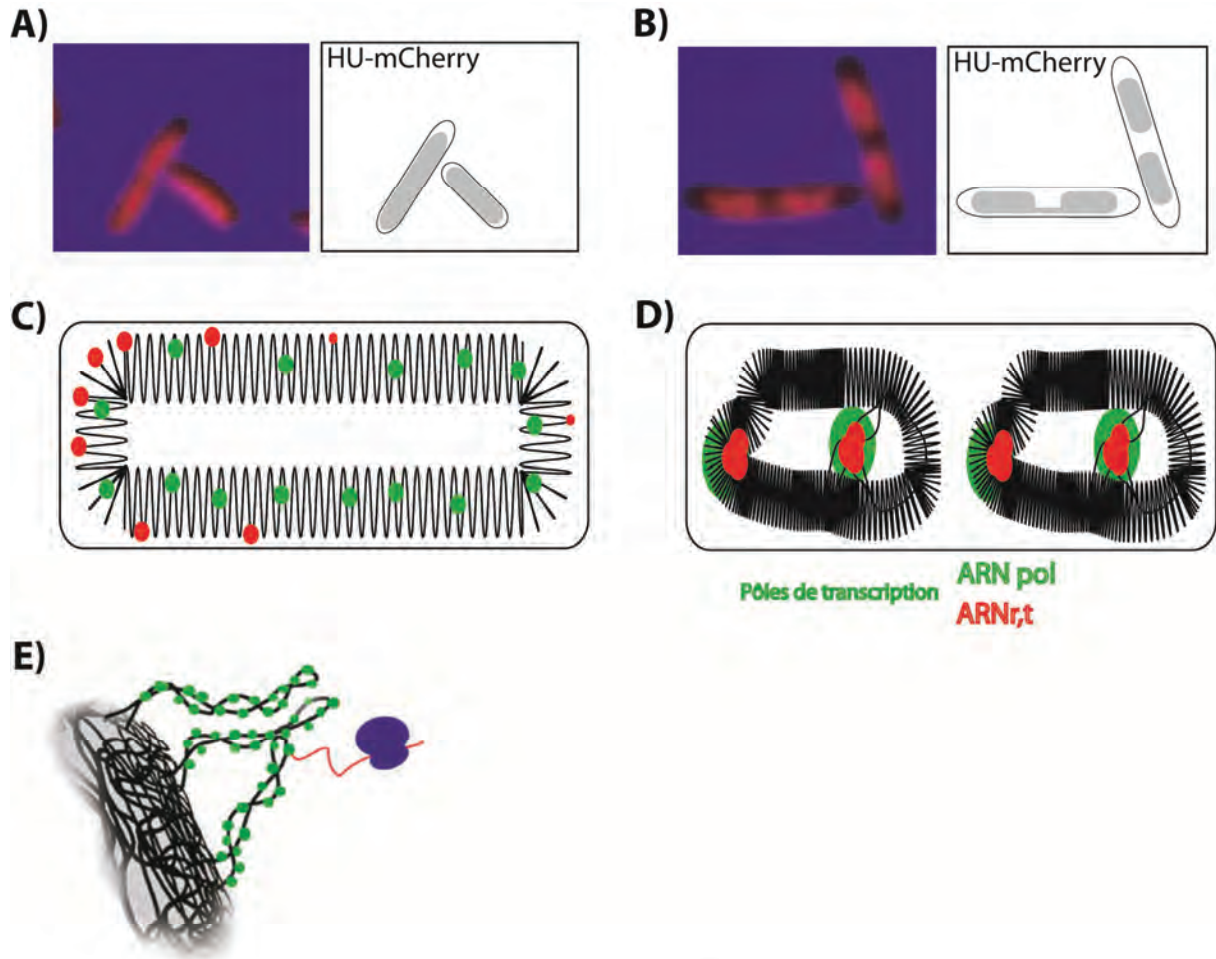 A)
HU-mCherry
B)
HU-mCherry
C)
D)
Pôles de transcription
ARN pol
ARNr,t
E)